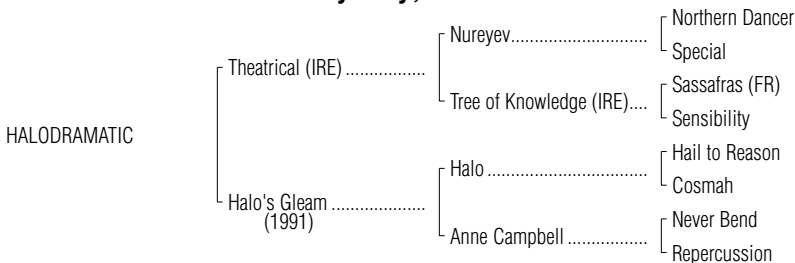 Northern Dancer
Nureyev
Special
Theatrical (IRE)
Sassafras (FR)
Tree of Knowledge (IRE)
Sensibility
HALODRAMATIC
Hail to Reason
Halo
Cosmah
Halo's Gleam
(1991)
Never Bend
Anne Campbell
Repercussion